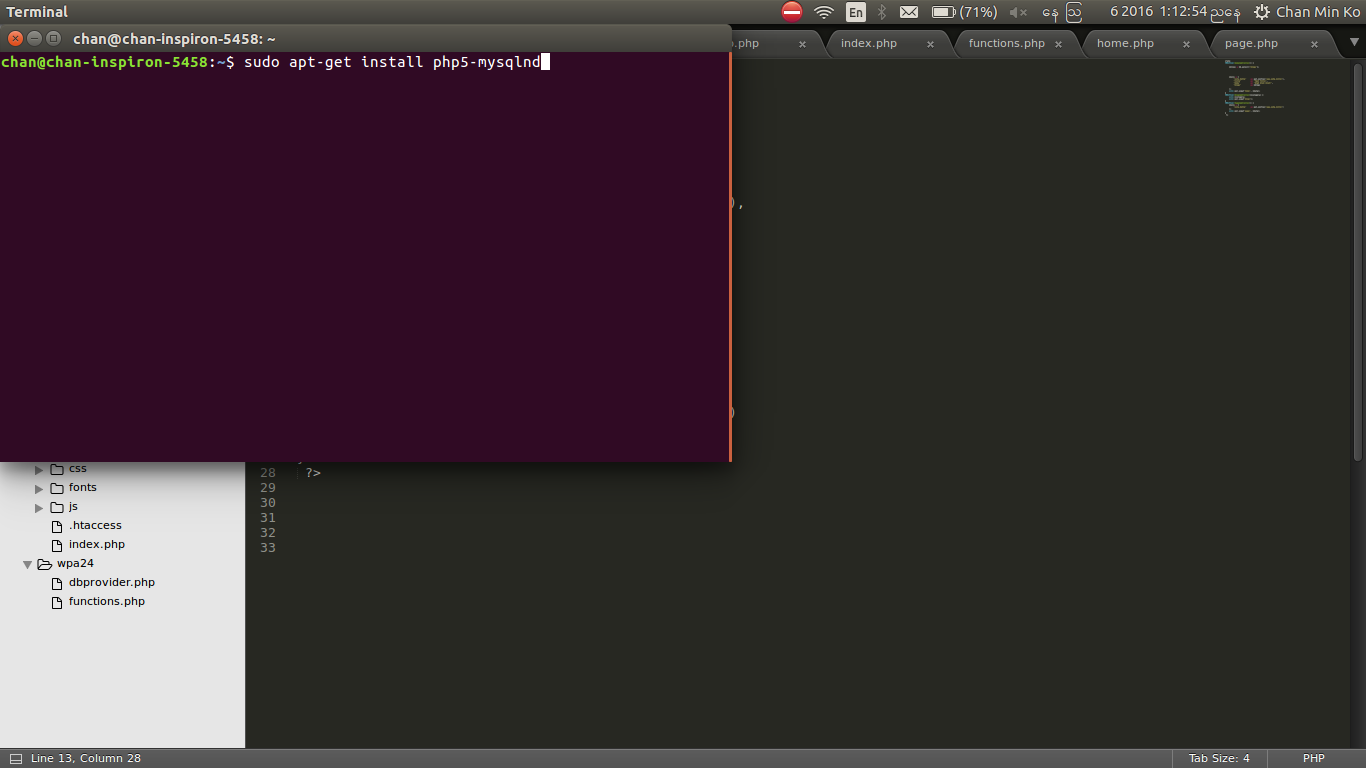 Terminal
En
(71%)
နေ ဩ 6 2016 1:12:54 ညနေ
Chan Min Ko
chan@chan-inspiron-5458: ~
chan@chan-inspiron-5458:~$ sudo apt-get install php5-mysqlnd
.php
index.php
functions.php
home.php
page.php
),
)
css
fonts
js
.htaccess
index.php
wpa24
dbprovider.php
functions.php
28 ?>
29
30
31
32
33
Line 13, Column 28
Tab Size: 4
PHP